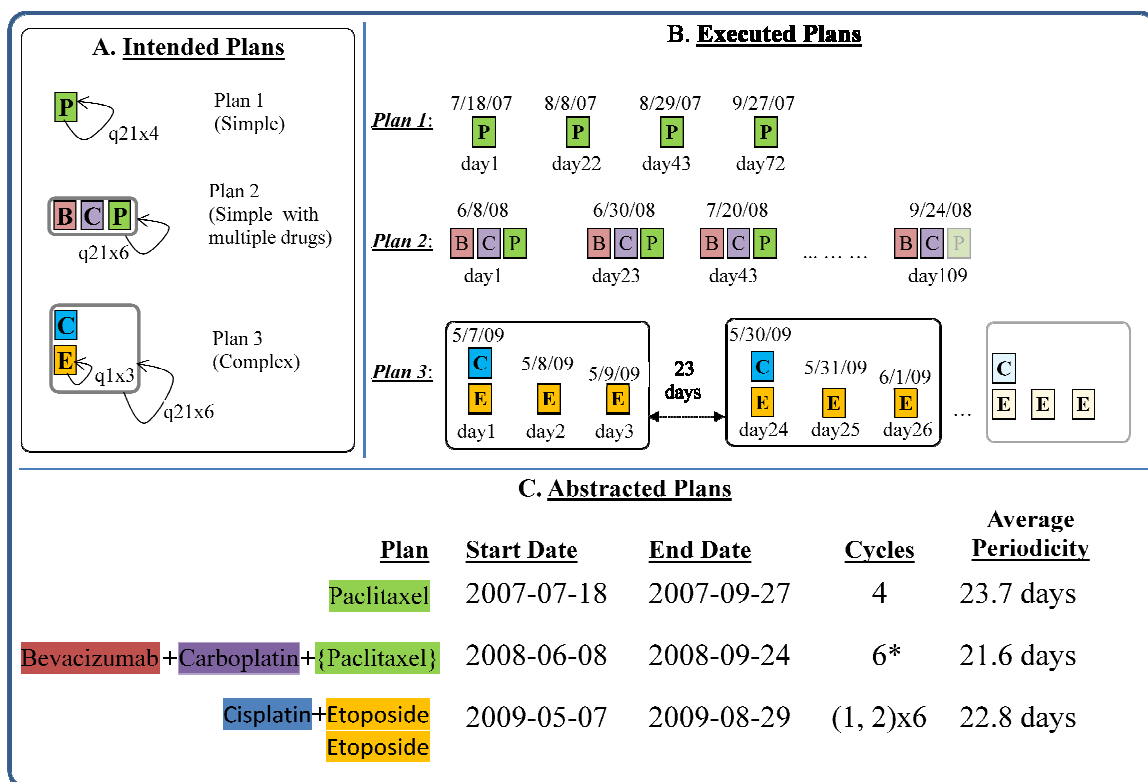 A. Intended Plans
P
q21x4
Plan 1
(Simple)
B C P
q21x6
Plan 2
(Simple with
multiple drugs)
C
E
q1x3
q21x6
Plan 3
(Complex)
B. Executed Plans
Plan 1:
7/18/07 8/8/07 8/29/07 9/27/07
P P P P
day1 day22 day43 day72
Plan 2:
6/8/08 6/30/08 7/20/08 9/24/08
B C P B C P B C P ... ... ... B C P
day1 day23 day43 day109
Plan 3:
5/7/09 5/30/09
C 5/8/09 5/9/09 C 5/31/09 6/1/09 C
E E E E E E ... E E E
day1 day2 day3 day24 day25 day26
23
days
C. Abstracted Plans
Plan Start Date End Date Cycles Average Periodicity
Paclitaxel 2007-07-18 2007-09-27 4 23.7 days
Bevacizumab+Carboplatin+{Paclitaxel} 2008-06-08 2008-09-24 6* 21.6 days
Cisplatin+Etoposide 2009-05-07 2009-08-29 (1, 2)x6 22.8 days
Etoposide